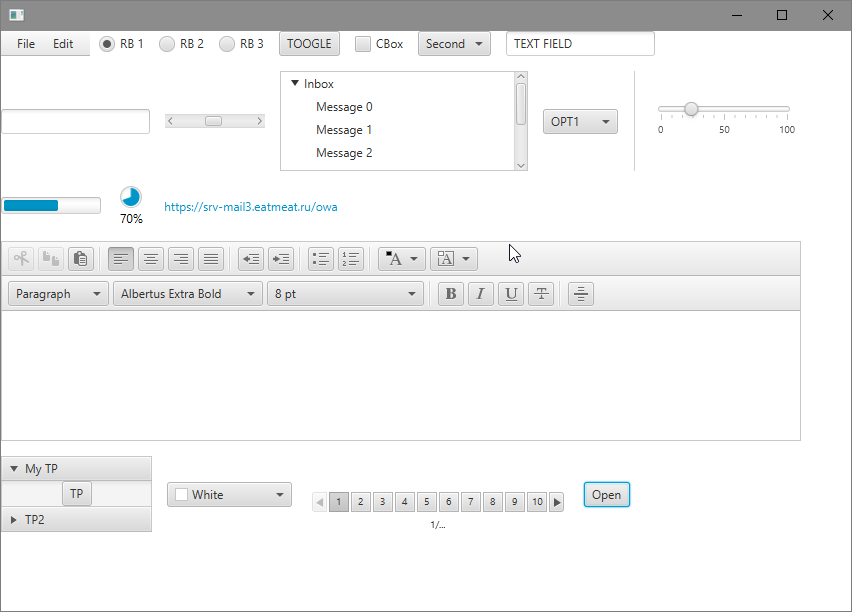 File Edit RB 1 RB 2 RB 3 TOOGLE CBox Second TEXT FIELD
Inbox
Message 0
Message 1
Message 2
OPT1
0 50 100
70%
https://srv-mail3.eatmeat.ru/owa
A A
Paragraph Albertus Extra Bold 8 pt B I U T
My TP
TP
TP2
White
1 2 3 4 5 6 7 8 9 10
1/...
Open